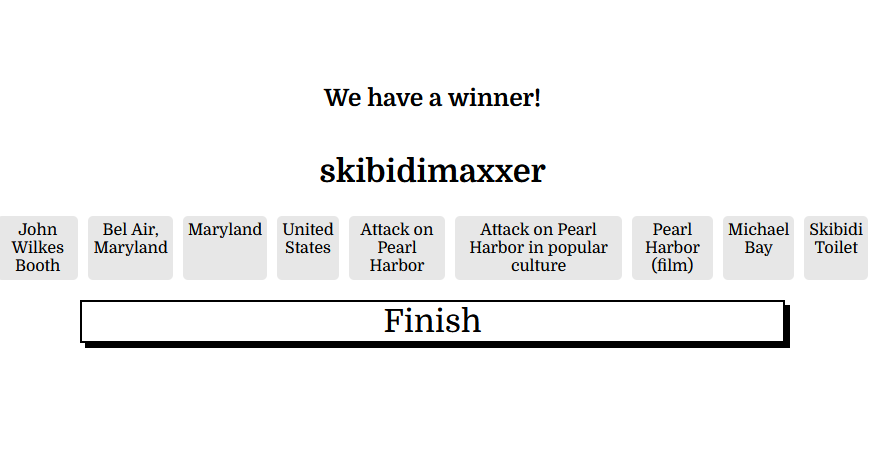 We have a winner!
skibidimaxxer
John
Wilkes
Booth
Bel Air,
Maryland
Maryland
United
States
Attack on
Pearl
Harbor
Attack on Pearl
Harbor in popular
culture
Pearl
Harbor
(film)
Michael
Bay
Skibidi
Toilet
Finish